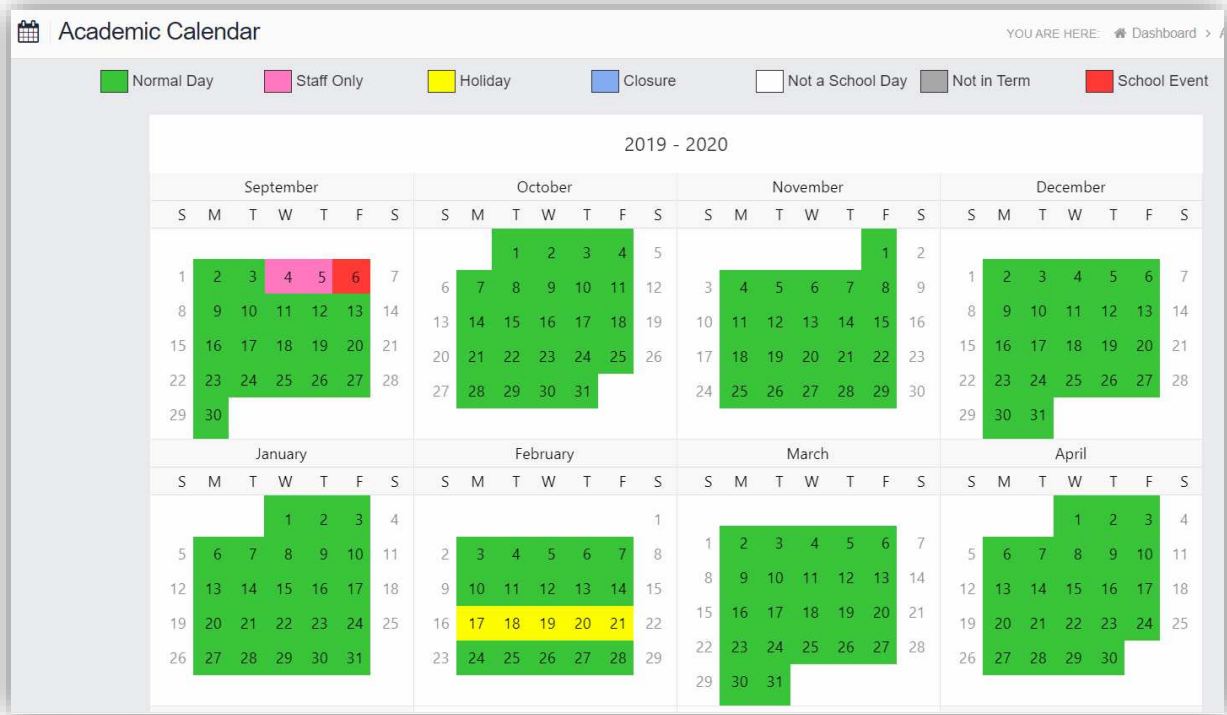 Academic Calendar
YOU ARE HERE: Dashboard >
Normal Day Staff Only Holiday Closure Not a School Day Not in Term School Event
2019 - 2020
September October November December
S M T W T F S S M T W T F S S M T W T F S S M T W T F S
1 2 3 4 5 6 7
8 9 10 11 12 13 14
15 16 17 18 19 20 21
22 23 24 25 26 27 28
29 30
1 2 3 4 5
6 7 8 9 10 11 12
13 14 15 16 17 18 19
20 21 22 23 24 25 26
27 28 29 30 31
1 2
3 4 5 6 7 8 9
10 11 12 13 14 15 16
17 18 19 20 21 22 23
24 25 26 27 28 29 30
1 2 3 4 5 6 7
8 9 10 11 12 13 14
15 16 17 18 19 20 21
22 23 24 25 26 27 28
29 30 31
January February March April
S M T W T F S S M T W T F S S M T W T F S S M T W T F S
1 2 3 4
5 6 7 8 9 10 11
12 13 14 15 16 17 18
19 20 21 22 23 24 25
26 27 28 29 30 31
1
2 3 4 5 6 7 8
9 10 11 12 13 14 15
16 17 18 19 20 21 22
23 24 25 26 27 28 29
1 2 3 4 5 6 7
8 9 10 11 12 13 14
15 16 17 18 19 20 21
22 23 24 25 26 27 28
29 30 31
1 2 3 4
5 6 7 8 9 10 11
12 13 14 15 16 17 18
19 20 21 22 23 24 25
26 27 28 29 30